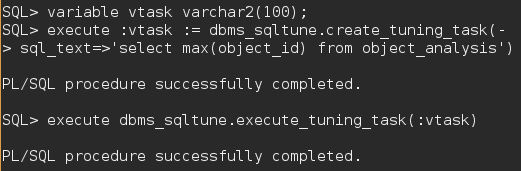 SQL> variable vtask varchar2(100);
SQL> execute :vtask := dbms_sqltune.create_tuning_task(-
> sql_text=>'select max(object_id) from object_analysis')
PL/SQL procedure successfully completed.
SQL> execute dbms_sqltune.execute_tuning_task(:vtask)
PL/SQL procedure successfully completed.